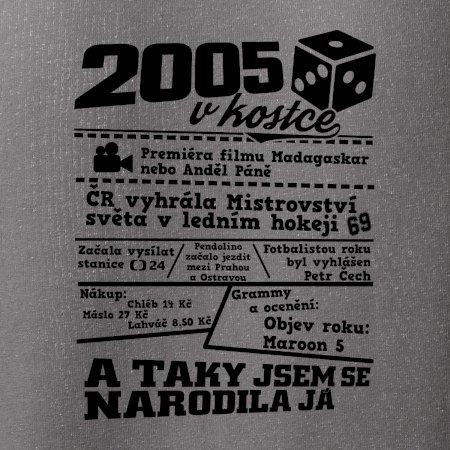 2005
v kostce
Premiéra filmu Madagaskar
nebo Anděl Páně
ČR vyhrála Mistrovství
světa v ledním hokeji 69
Začala vysílat
stanice 24
Pendolino
začalo jezdit
mezi Prahou
a Ostravou
Fotbalistou roku
byl vyhlášen
Petr Čech
Nákup:
Chléb 14 Kč
Máslo 27 Kč
Lahváč 8,50 Kč
Grammy
a ocenění:
Objev roku:
Maroon 5
A TAKY JSEM SE
NARODILA JÁ